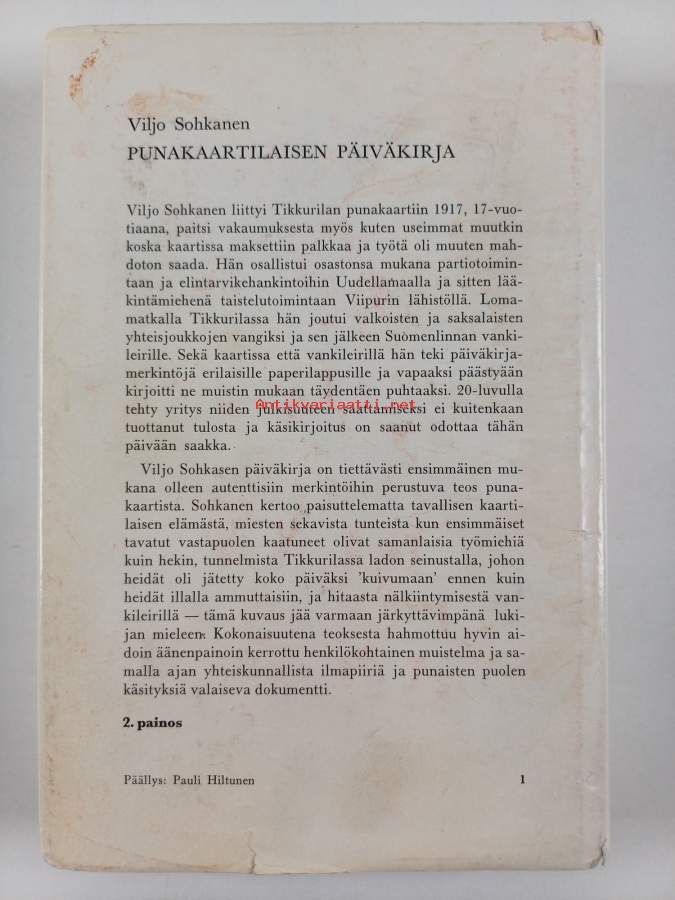 Viljo Sohkanen
PUNAKAARTILAISEN PÄIVÄKIRJA
Viljo Sohkanen liittyi Tikkurilan punakaartiin 1917, 17-vuo-
tiaana, paitsi vakaumuksesta myös kuten useimmat muutkin
koska kaartissa maksettiin palkkaa ja työtä oli muuten mah-
doton saada. Hän osallistui osastonsa mukana partiotoimin-
taan ja elintarvikehankintoihin Uudellamaalla ja sitten lää-
kintämiehenä taistelutoimintaan Viipurin lähistöllä. Loma-
matkalla Tikkurilassa hän joutui valkoisten ja saksalaisten
yhteisjoukkojen vangiksi ja sen jälkeen Suomenlinnan vanki-
leirille. Sekä kaartissa että vankileirillä hän teki päiväkirja-
merkintöjä erilaisille paperilappusille ja vapaaksi päästyään
kirjoitti ne muistin mukaan täydentäen puhtaaksi. 20-luvulla
Antikvariaatti.net
tehty yritys niiden julkisuuteen saattamiseksi ei kuitenkaan
tuottanut tulosta ja käsikirjoitus on saanut odottaa tähän
päivään saakka.
Viljo Sohkasen päiväkirja on tiettävästi ensimmäinen mu-
kana olleen autenttisiin merkintöihin perustuva teos puna-
kaartista. Sohkanen kertoo paisuttelematta tavallisen kaarti-
laisen elämästä, miesten sekavista tunteista kun ensimmäiset
tavatut vastapuolen kaatuneet olivat samanlaisia työmiehiä
kuin hekin, tunnelmista Tikkurilassa ladon seinustalla, johon
heidät oli jätetty koko päiväksi 'kuivumaan' ennen kuin
heidät illalla ammuttaisiin, ja hitaasta nälkiintymisestä van-
kileirillä — tämä kuvaus jää varmaan järkyttävimpänä luki-
jan mieleen. Kokonaisuutena teoksesta hahmottuu hyvin ai-
doin äänenpainoin kerrottu henkilökohtainen muistelma ja sa-
malla ajan yhteiskunnallista ilmapiiriä ja punaisten puolen
käsityksiä valaiseva dokumentti.
2. painos
Päällys: Pauli Hiltunen 1